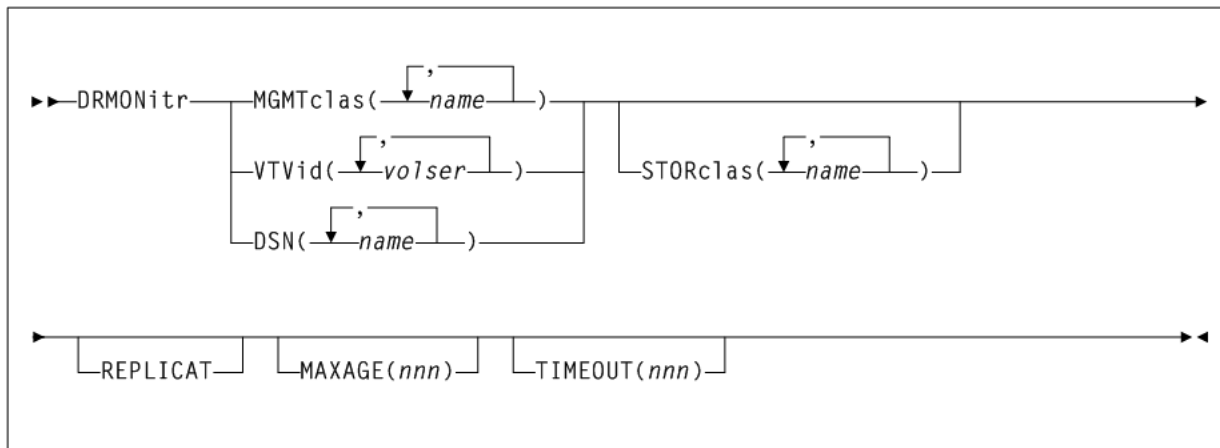 , 
DRMONitr MGMTclas( name )
, ,
VTVid( volser ) STORclas( name )
,
DSN( name )
REPLICAT MAXAGE(nnn) TIMEOUT(nnn)